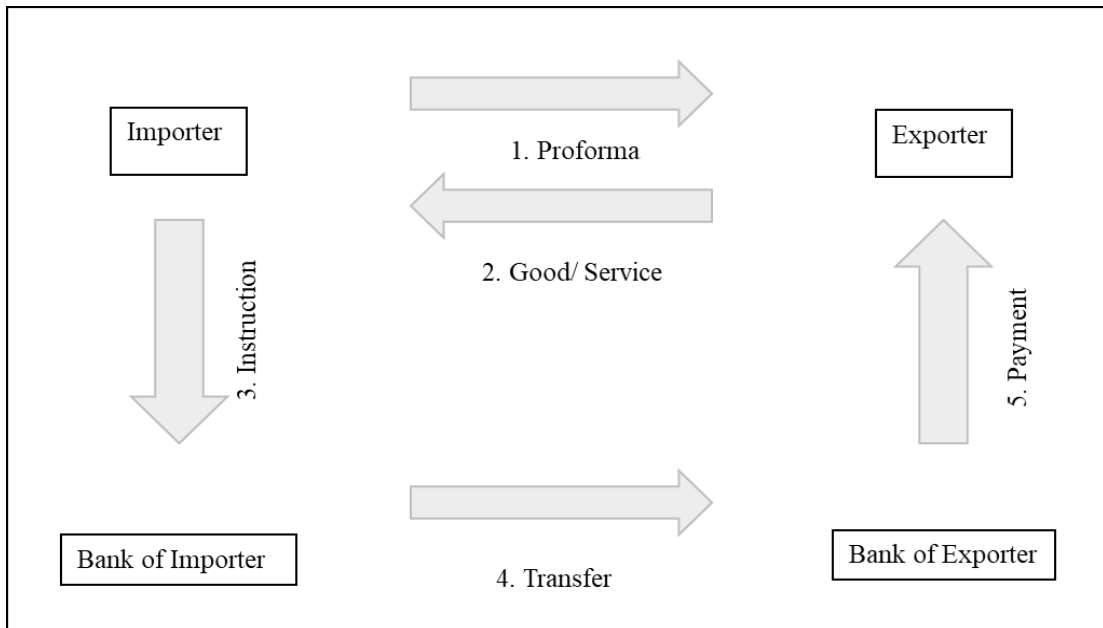 Importer
Exporter
1. Proforma
2. Good/ Service
3. Instruction
5. Payment
Bank of Importer
Bank of Exporter
4. Transfer